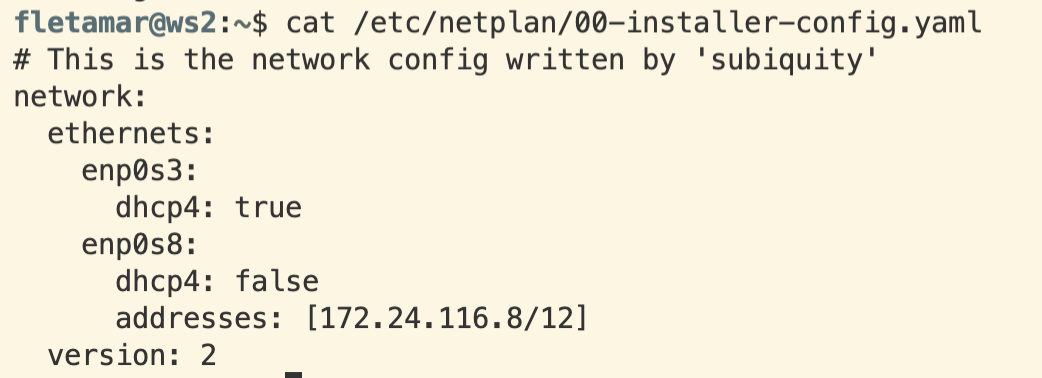 fletamar@ws2:~$ cat /etc/netplan/00-installer-config.yaml
# This is the network config written by 'subiquity'
network:
  ethernets:
    enp0s3:
      dhcp4: true
    enp0s8:
      dhcp4: false
      addresses: [172.24.116.8/12]
  version: 2